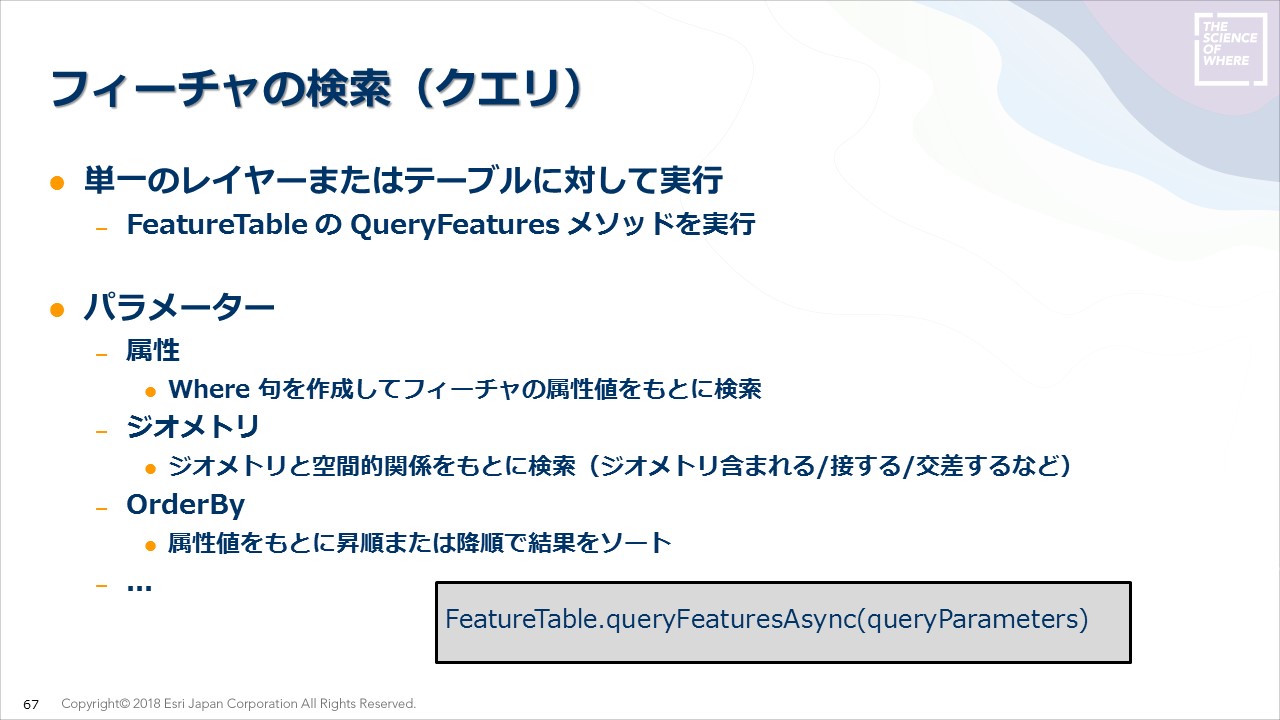 THE
SCIENCE
OF
WHERE
フィーチャの検索（クエリ）
単一のレイヤーまたはテーブルに対して実行
FeatureTable の QueryFeatures メソッドを実行
パラメーター
属性
Where 句を作成してフィーチャの属性値をもとに検索
ジオメトリ
ジオメトリと空間的関係をもとに検索（ジオメトリ含まれる/接する/交差するなど）
OrderBy
属性値をもとに昇順または降順で結果をソート
...
FeatureTable.queryFeaturesAsync(queryParameters)
67 Copyright© 2018 Esri Japan Corporation All Rights Reserved.